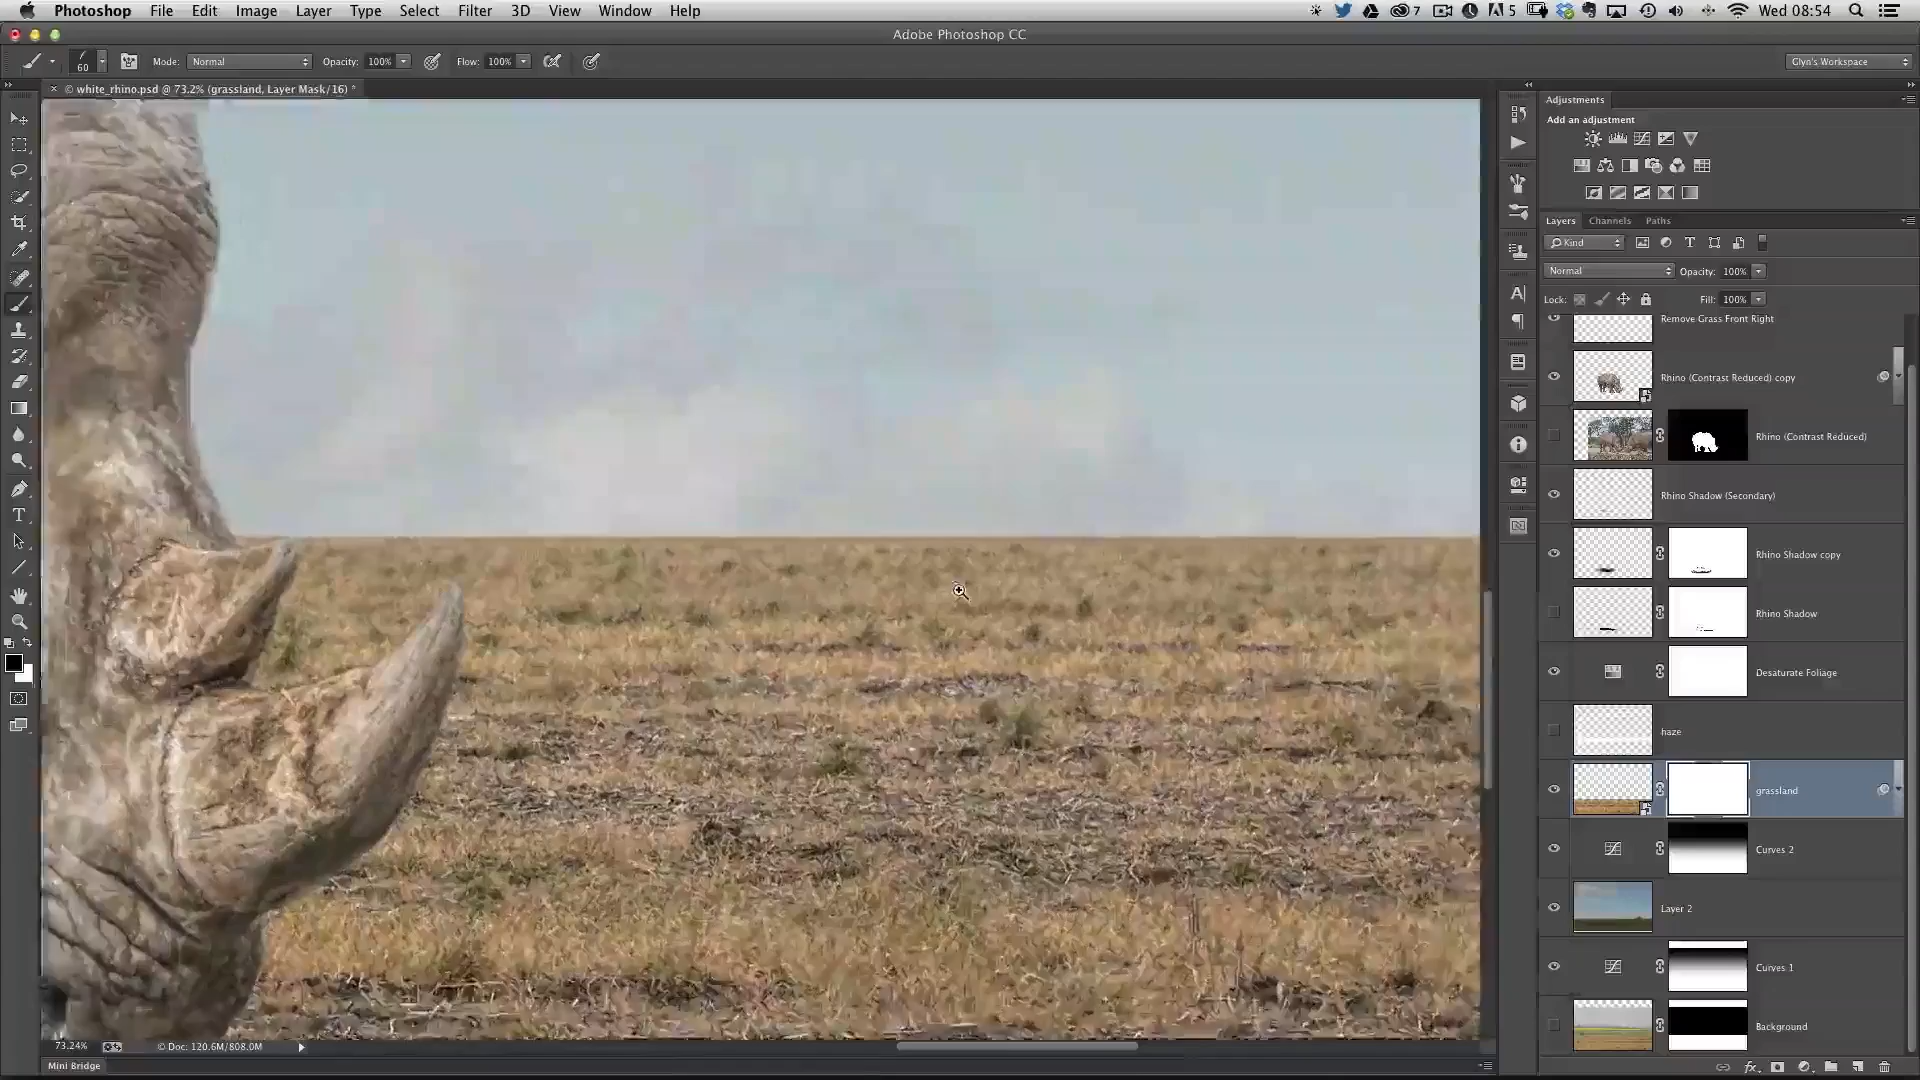 Photoshop File Edit Image Layer Type Select Filter 3D View Window Help 7 5 Wed 08:54
Adobe Photoshop CC
60 Mode: Normal Opacity: 100% Flow: 100% Glyn's Workspace
× © white_rhino.psd @ 73.2% (grassland, Layer Mask/16) *
Adjustments
Add an adjustment
Layers Channels Paths
Kind
Normal Opacity: 100%
Lock: Fill: 100%
Remove Grass Front Right
Rhino (Contrast Reduced) copy
Rhino (Contrast Reduced)
Rhino Shadow (Secondary)
Rhino Shadow copy
Rhino Shadow
Desaturate Foliage
haze
grassland
Curves 2
Layer 2
Curves 1
Background
73.24% © Doc: 120.6M/808.0M
Mini Bridge